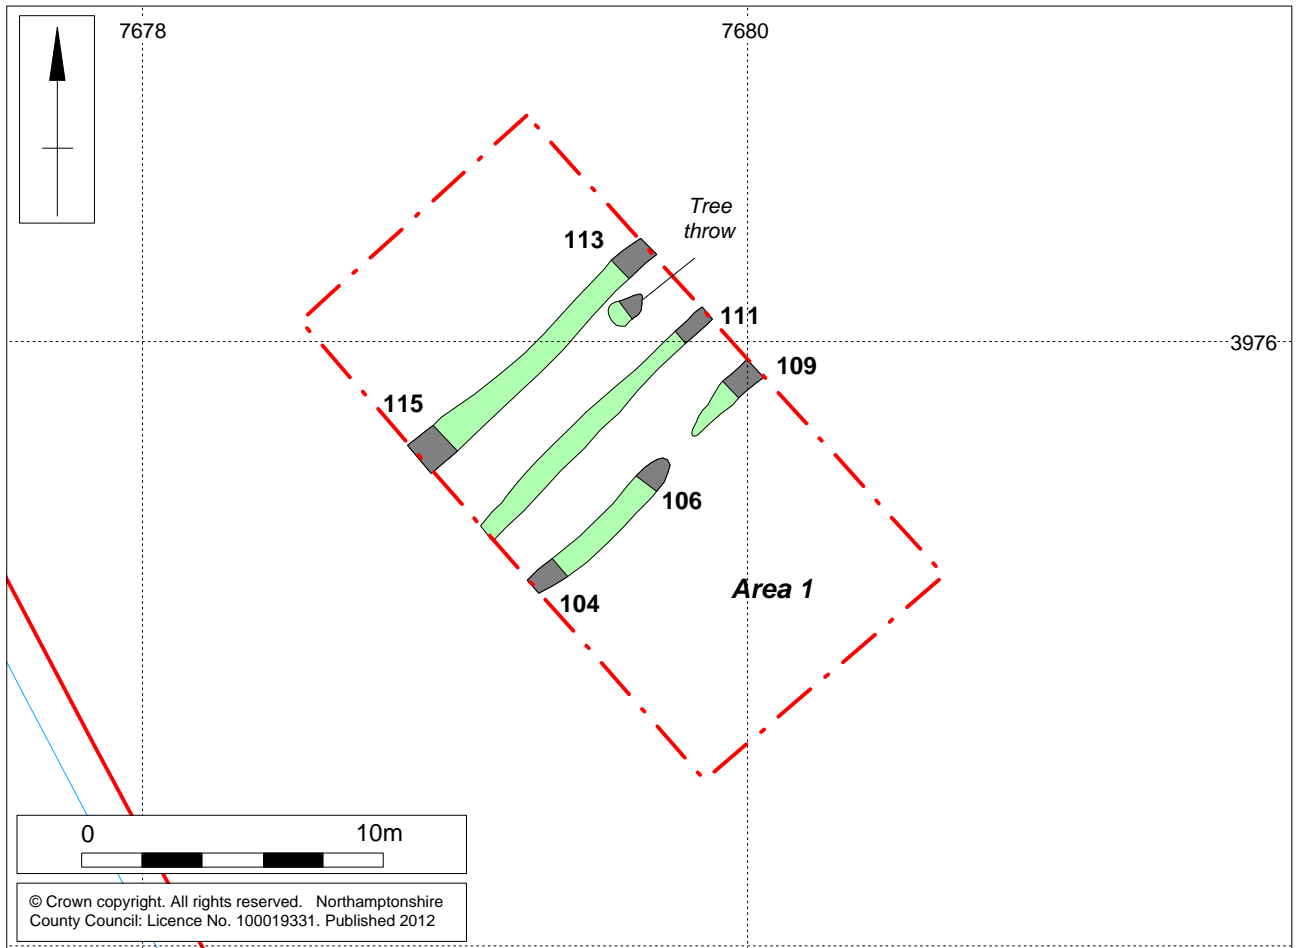 7678
7680
Tree
throw
113
111
3976
109
115
106
Area 1
104
0 10m
© Crown copyright. All rights reserved. Northamptonshire
County Council: Licence No. 100019331. Published 2012